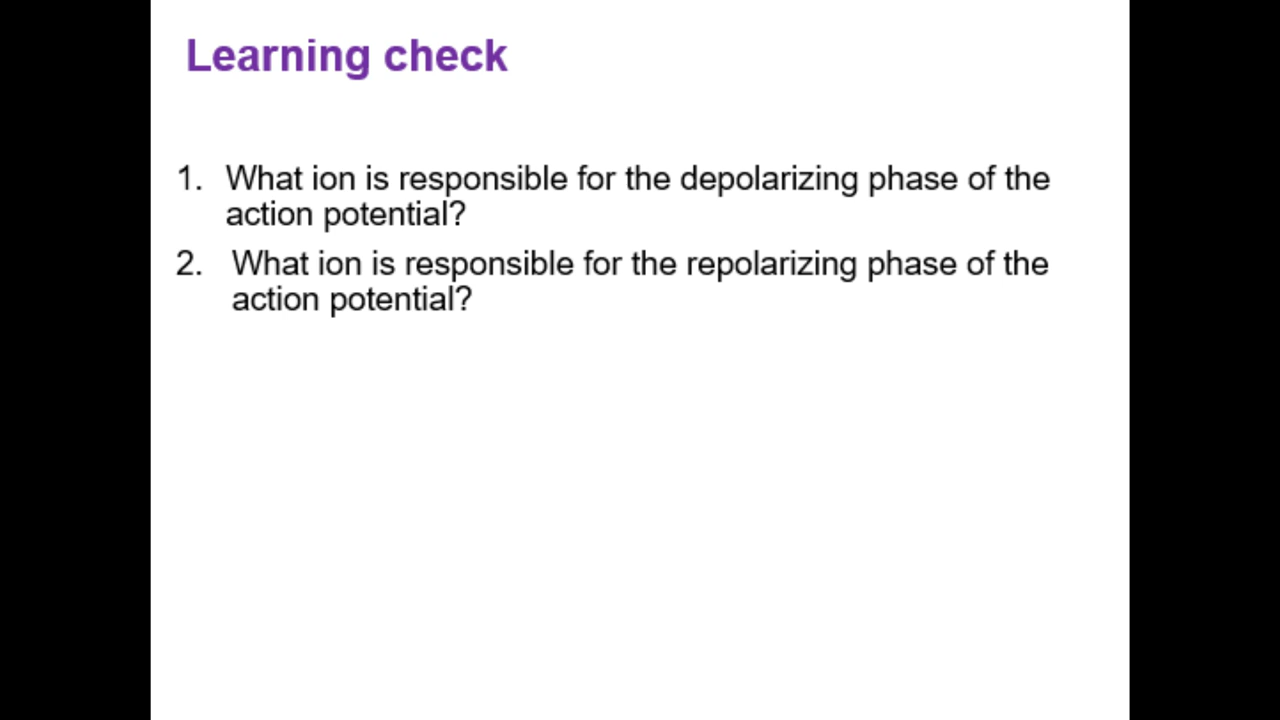 Learning check
1. What ion is responsible for the depolarizing phase of the
action potential?
2. What ion is responsible for the repolarizing phase of the
action potential?